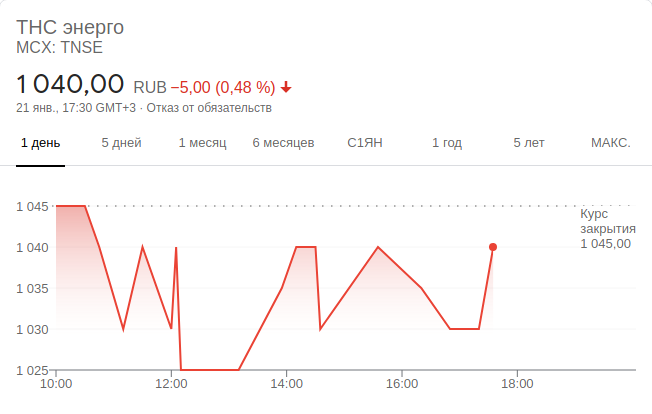 ТНС энерго
MCX: TNSE
1 040,00 RUB −5,00 (0,48 %)
21 янв., 17:30 GMT+3 · Отказ от обязательств
1 день 5 дней 1 месяц 6 месяцев С1ЯН 1 год 5 лет МАКС.
1 045
Курс
закрытия
1 045,00
1 040
1 035
1 030
1 025
10:00 12:00 14:00 16:00 18:00